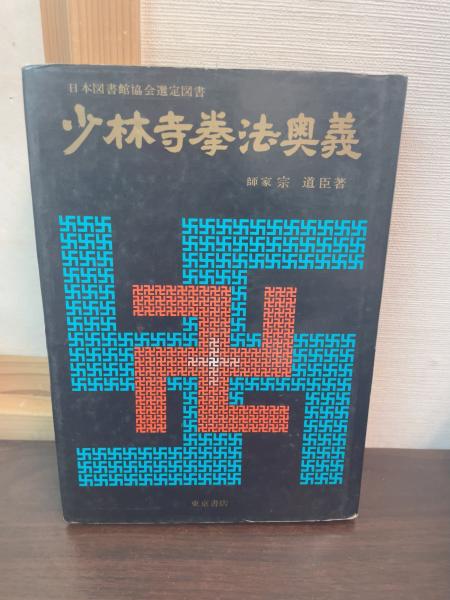 日本図書館協会選定図書
少林寺拳法奥義
師家 宗 道臣著
東京書店